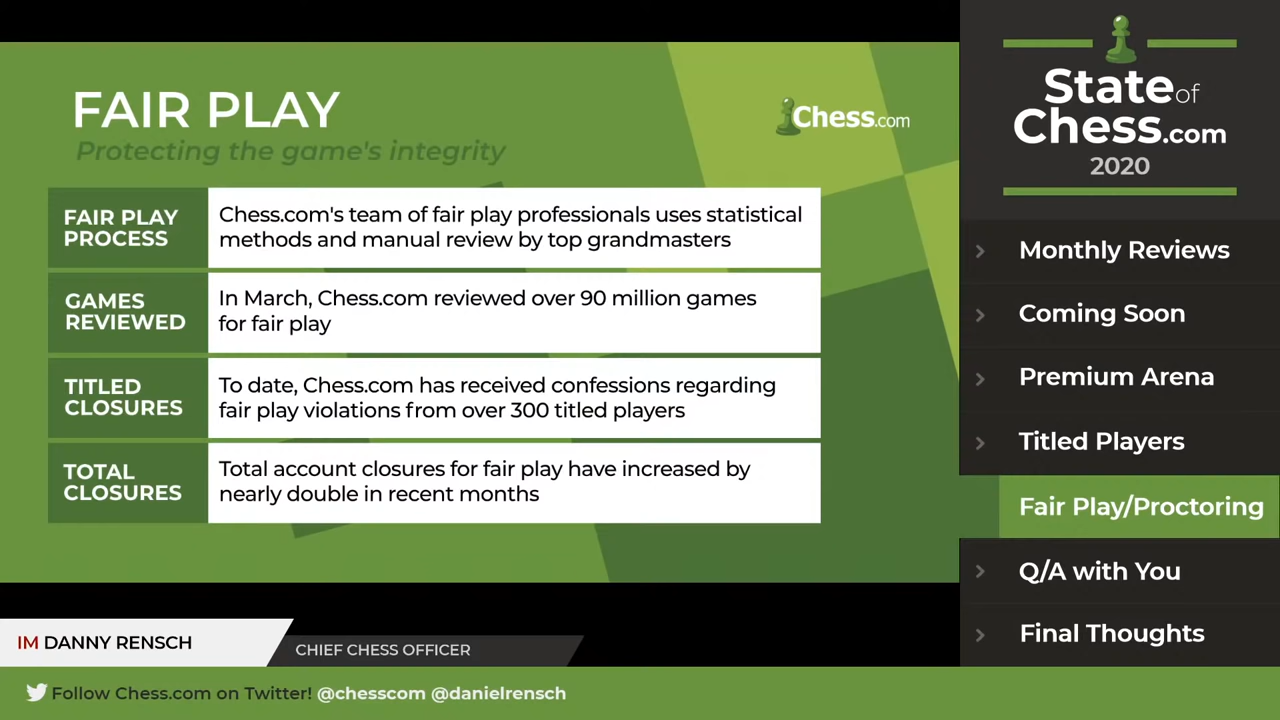 FAIR PLAY
Protecting the game's integrity
Chess.com
FAIR PLAY
PROCESS
Chess.com's team of fair play professionals uses statistical
methods and manual review by top grandmasters
GAMES
REVIEWED
In March, Chess.com reviewed over 90 million games
for fair play
TITLED
CLOSURES
To date, Chess.com has received confessions regarding
fair play violations from over 300 titled players
TOTAL
CLOSURES
Total account closures for fair play have increased by
nearly double in recent months
State of
Chess.com
2020
Monthly Reviews
Coming Soon
Premium Arena
Titled Players
Fair Play/Proctoring
Q/A with You
Final Thoughts
IM DANNY RENSCH
CHIEF CHESS OFFICER
Follow Chess.com on Twitter! @chesscom @danielrensch